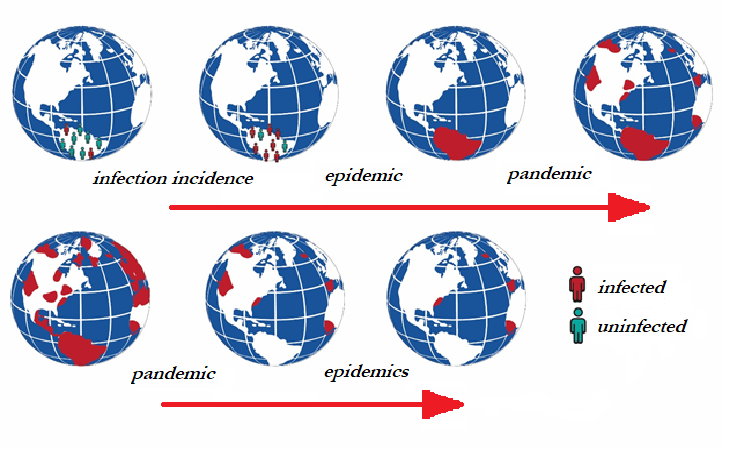 infection incidence
epidemic
pandemic
infected
uninfected
pandemic
epidemics